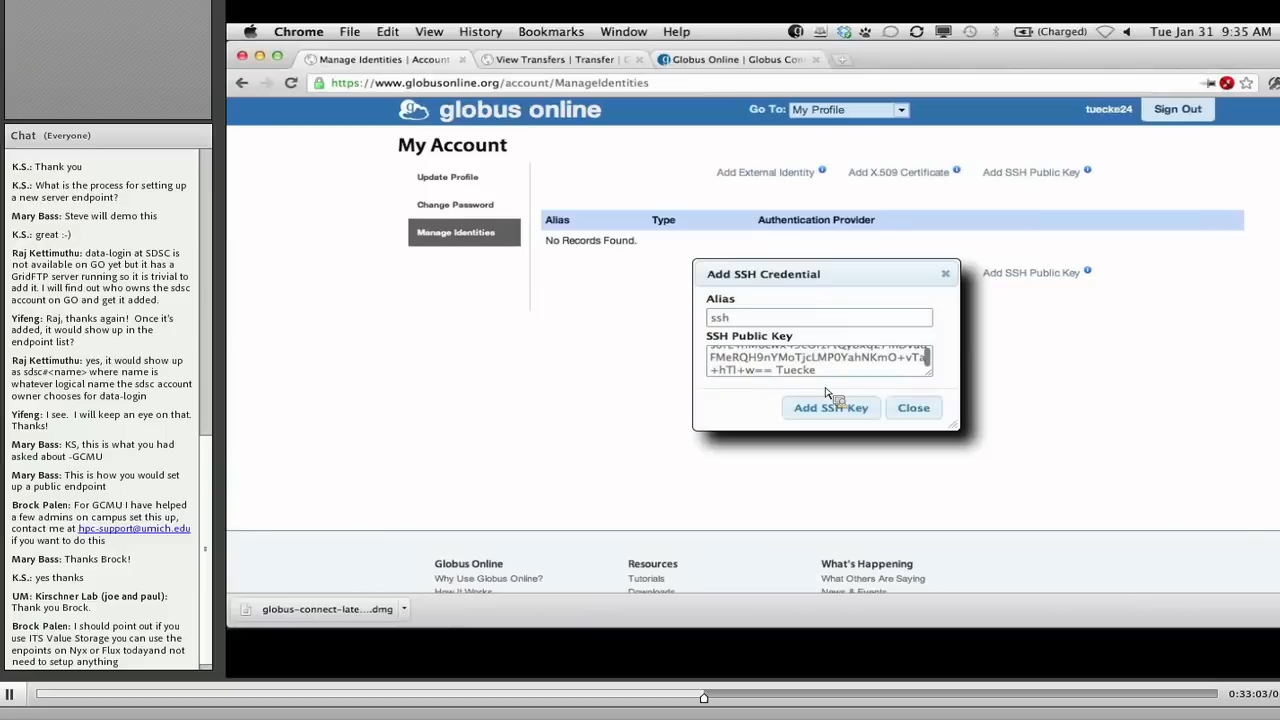 Chrome File Edit View History Bookmarks Window Help (Charged) Tue Jan 31 9:35 AM
Manage Identities | Account View Transfers | Transfer | C Globus Online | Globus Con
https://www.globusonline.org/account/ManageIdentities
globus online Go To: My Profile tuecke24 Sign Out
My Account
Update Profile
Change Password
Manage Identities
Add External Identity Add X.509 Certificate Add SSH Public Key
Alias Type Authentication Provider
No Records Found.
Add SSH Public Key
Add SSH Credential
Alias
ssh
SSH Public Key
FMeRQH9nYMoTjcLMP0YahNKmO+vTa
+hTl+w== Tuecke
Add SSH Key Close
Globus Online Resources What's Happening
Why Use Globus Online? Tutorials What Others Are Saying
How It Works Downloads News & Events
globus-connect-late....dmg
Chat (Everyone)
K.S.: Thank you
K.S.: What is the process for setting up
a new server endpoint?
Mary Bass: Steve will demo this
K.S.: great :-)
Raj Kettimuthu: data-login at SDSC is
not available on GO yet but it has a
GridFTP server running so it is trivial to
add it. I will find out who owns the sdsc
account on GO and get it added.
Yifeng: Raj, thanks again! Once it's
added, it would show up in the
endpoint list?
Raj Kettimuthu: yes, it would show up
as sdsc#<name> where name is
whatever logical name the sdsc account
owner chooses for data-login
Yifeng: I see. I will keep an eye on that.
Thanks!
Mary Bass: KS, this is what you had
asked about -GCMU
Mary Bass: This is how you would set
up a public endpoint
Brock Palen: For GCMU I have helped
a few admins on campus set this up,
contact me at hpc-support@umich.edu
if you want to do this
Mary Bass: Thanks Brock!
K.S.: yes thanks
UM: Kirschner Lab (joe and paul):
Thank you Brock.
Brock Palen: I should point out if you
use ITS Value Storage you can use the
enpoints on Nyx or Flux todayand not
need to setup anything
0:33:03/0